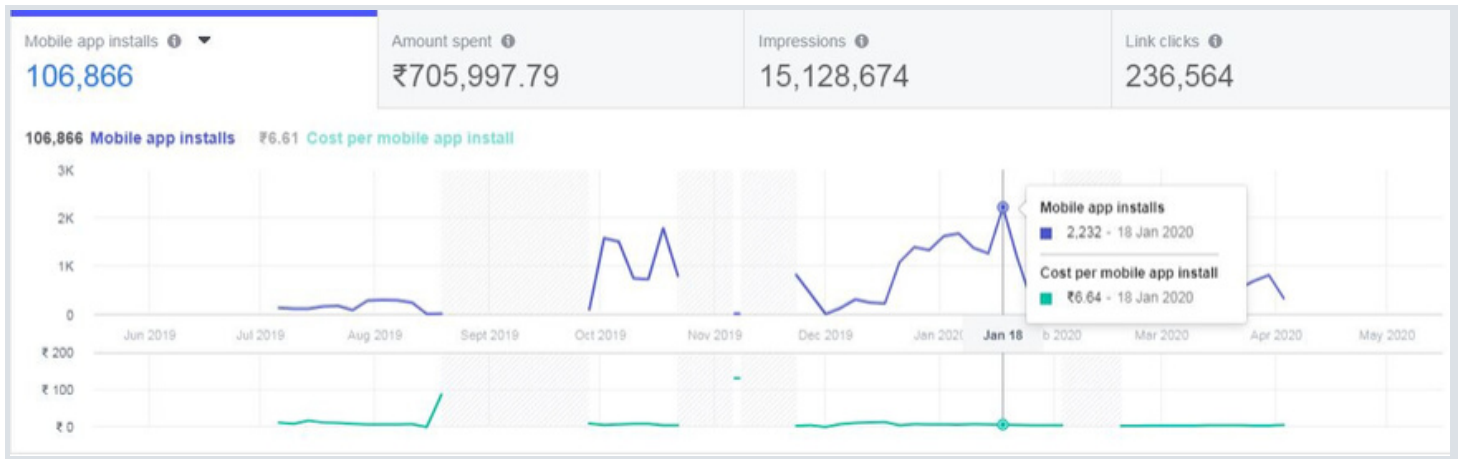 Mobile app installs
106,866
Amount spent
₹705,997.79
Impressions
15,128,674
Link clicks
236,564
106,866 Mobile app installs ₹6.61 Cost per mobile app install
3K
2K
1K
0
Mobile app installs
2,232 - 18 Jan 2020
Cost per mobile app install
₹6.64 - 18 Jan 2020
Jun 2019 Jul 2019 Aug 2019 Sept 2019 Oct 2019 Nov 2019 Dec 2019 Jan 202 Jan 18 b 2020 Mar 2020 Apr 2020 May 2020
₹ 200
₹ 100
₹ 0